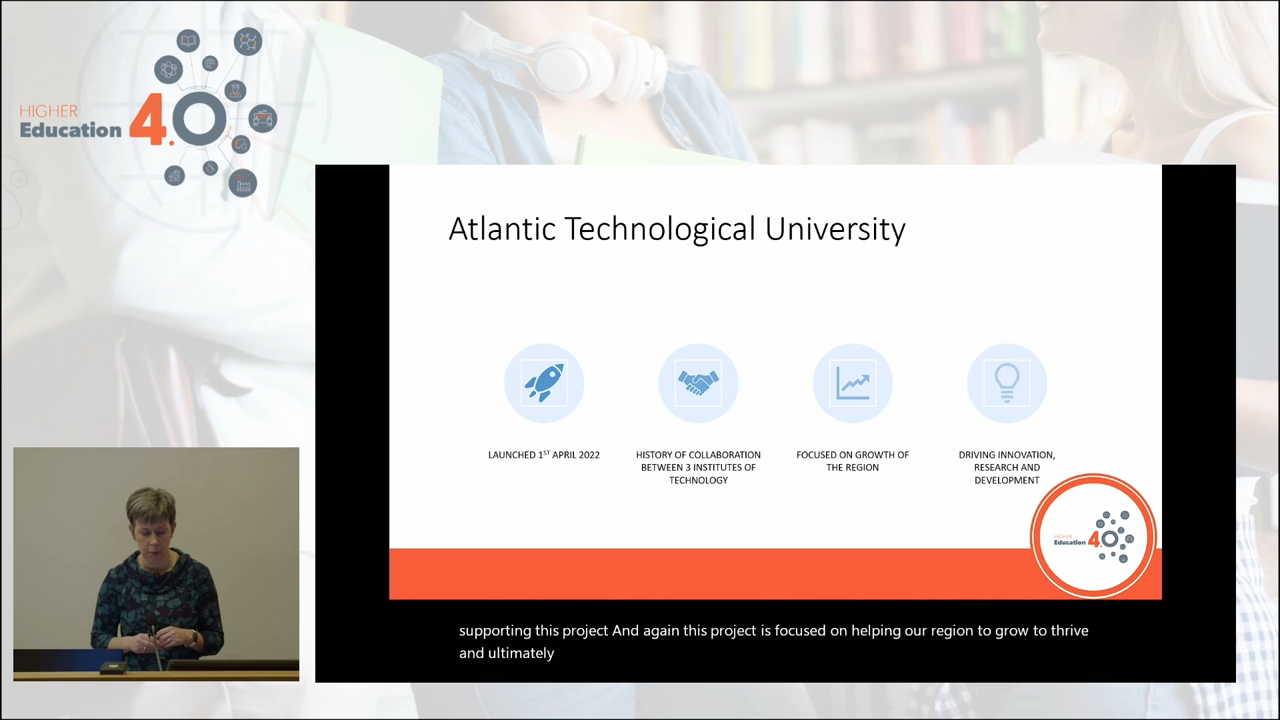 HIGHER
Education 4.0
Atlantic Technological University
LAUNCHED 1ST APRIL 2022
HISTORY OF COLLABORATION
BETWEEN 3 INSTITUTES OF
TECHNOLOGY
FOCUSED ON GROWTH OF
THE REGION
DRIVING INNOVATION,
RESEARCH AND
DEVELOPMENT
HIGHER
Education 4.0
supporting this project And again this project is focused on helping our region to grow to thrive
and ultimately